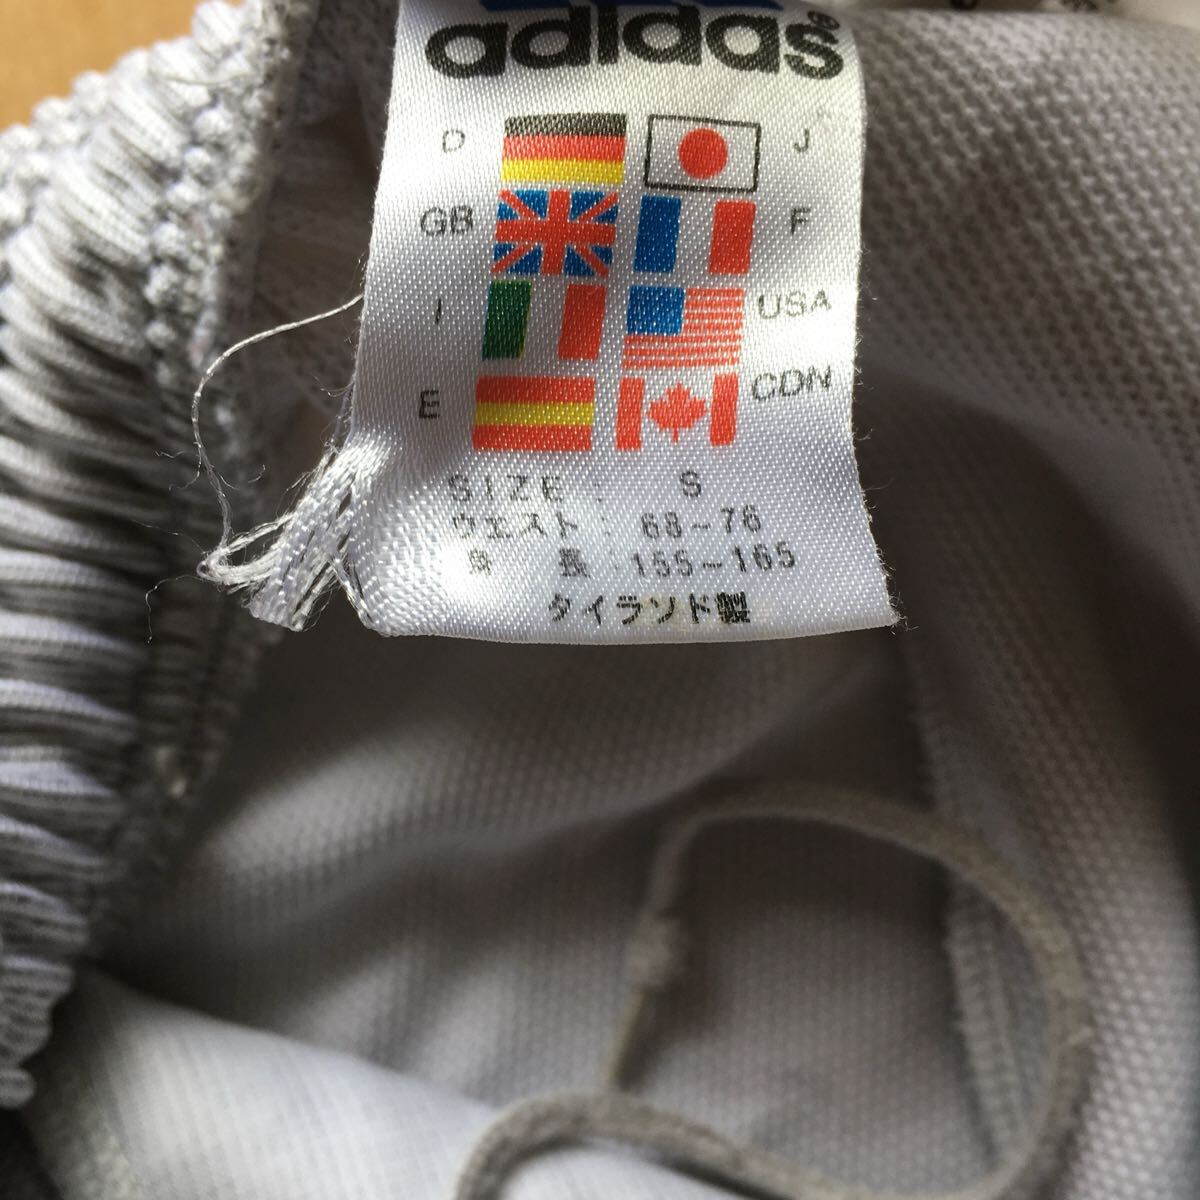 adidas®
D J
GB F
I USA
E CDN
SIZE : S
ウエスト : 68~76
身 長 : 155~165
タイランド製